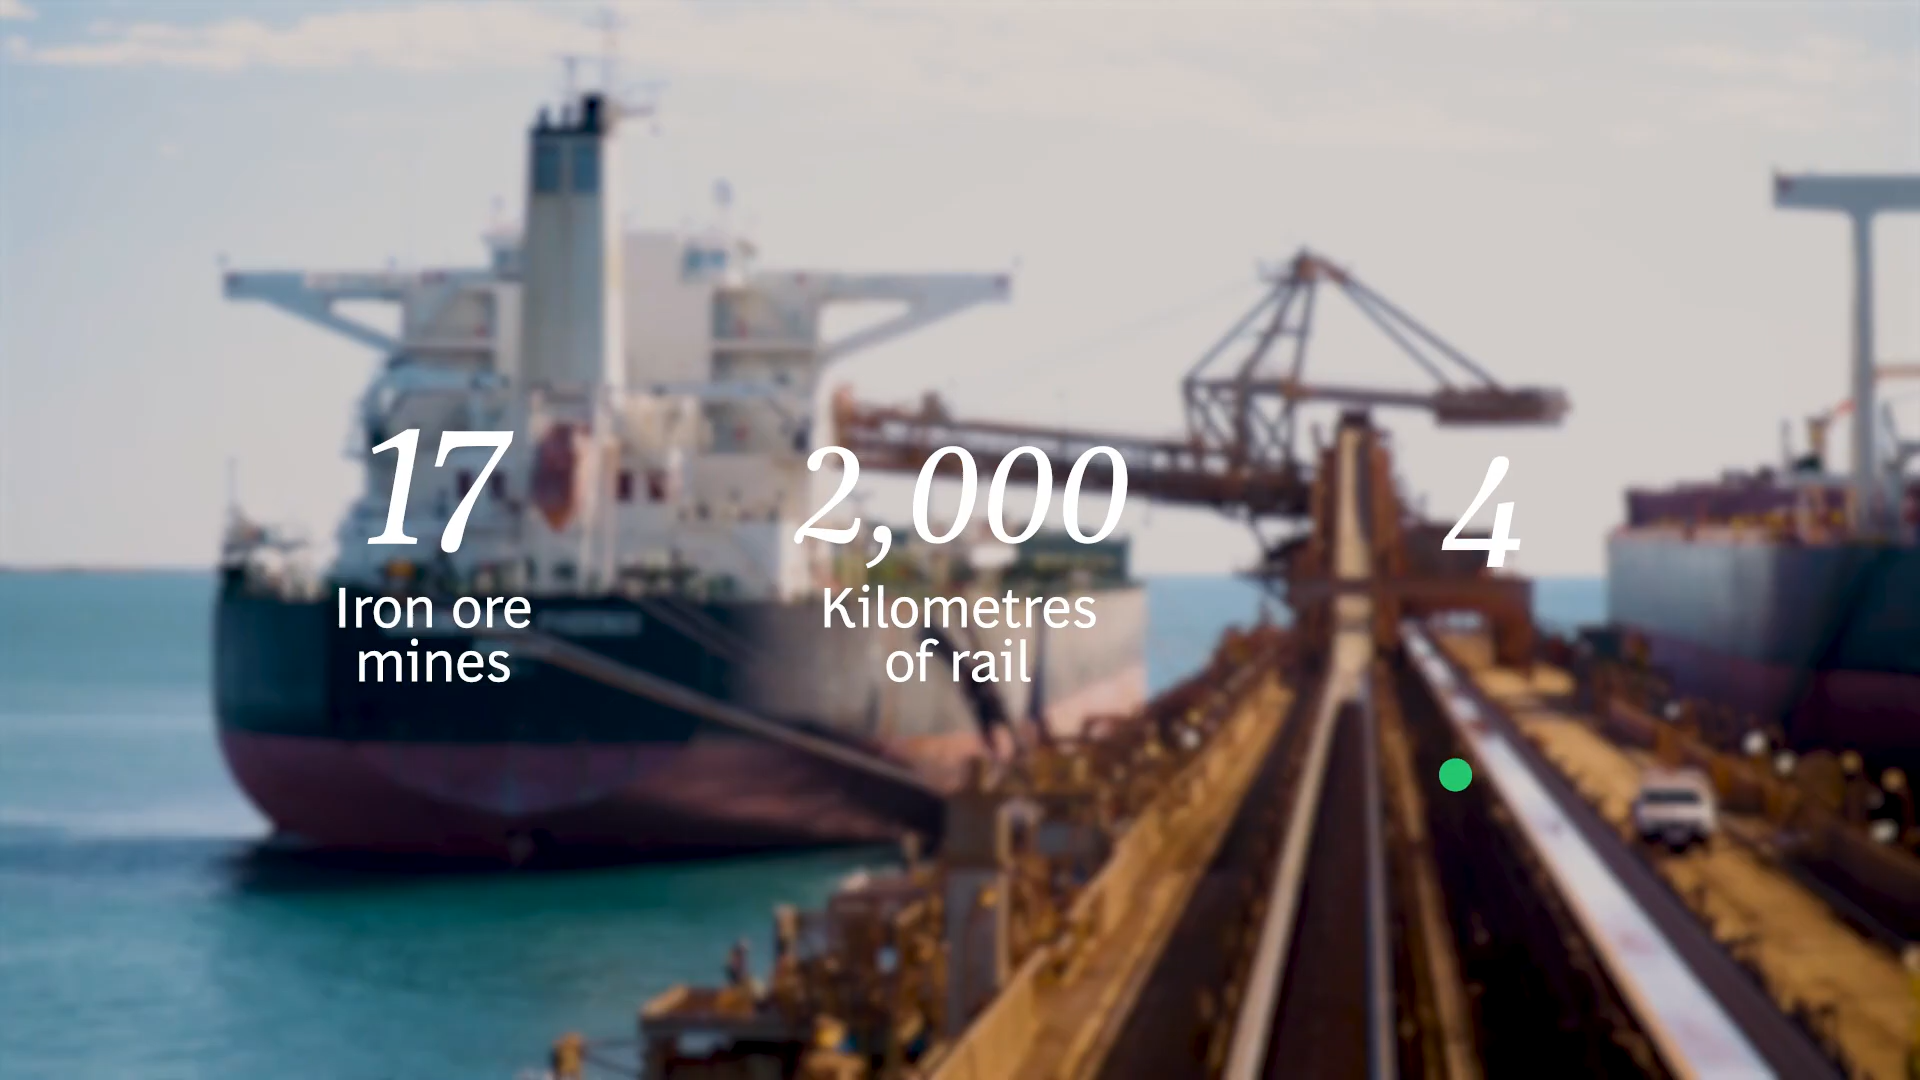 17
Iron ore
mines
2,000
Kilometres
of rail
4